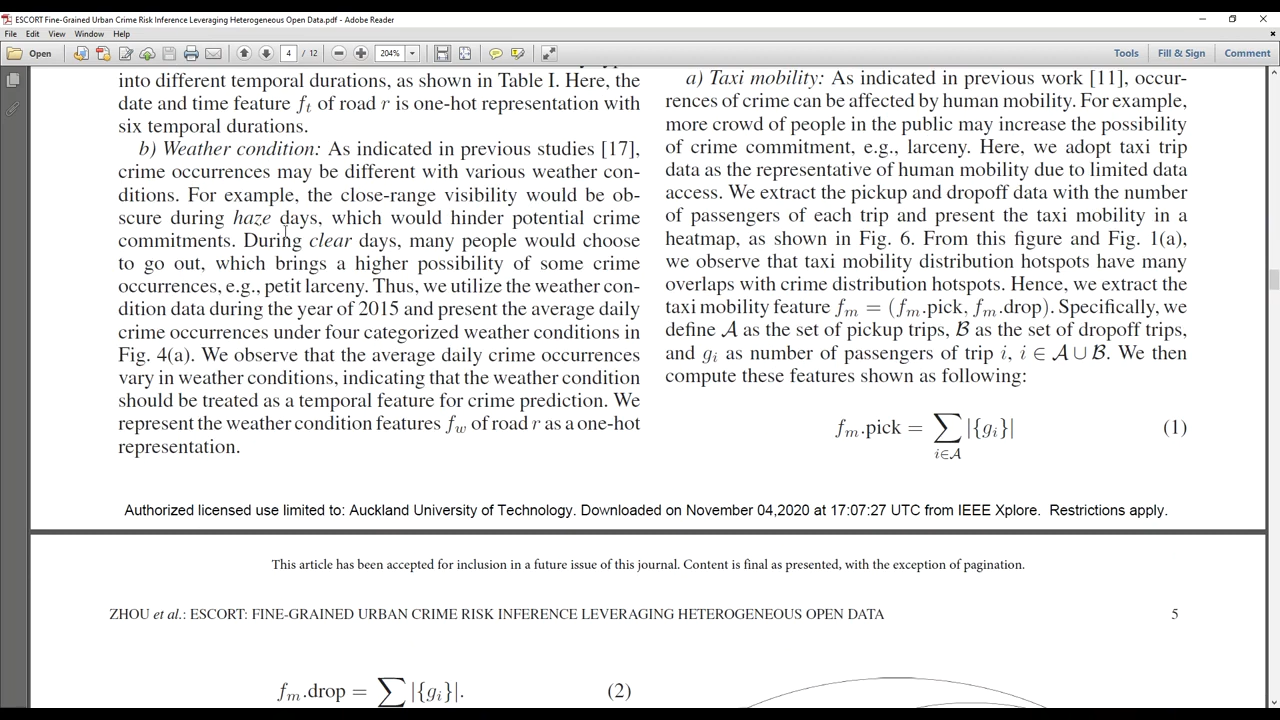 ESCORT Fine-Grained Urban Crime Risk Inference Leveraging Heterogeneous Open Data.pdf - Adobe Reader
File Edit View Window Help
Open 4 / 12 204% Tools Fill & Sign Comment
into different temporal durations, as shown in Table I. Here, the
date and time feature fₜ of road r is one-hot representation with
six temporal durations.
b) Weather condition: As indicated in previous studies [17],
crime occurrences may be different with various weather con-
ditions. For example, the close-range visibility would be ob-
scure during haze days, which would hinder potential crime
commitments. During clear days, many people would choose
to go out, which brings a higher possibility of some crime
occurrences, e.g., petit larceny. Thus, we utilize the weather con-
dition data during the year of 2015 and present the average daily
crime occurrences under four categorized weather conditions in
Fig. 4(a). We observe that the average daily crime occurrences
vary in weather conditions, indicating that the weather condition
should be treated as a temporal feature for crime prediction. We
represent the weather condition features f_w of road r as a one-hot
representation.
a) Taxi mobility: As indicated in previous work [11], occur-
rences of crime can be affected by human mobility. For example,
more crowd of people in the public may increase the possibility
of crime commitment, e.g., larceny. Here, we adopt taxi trip
data as the representative of human mobility due to limited data
access. We extract the pickup and dropoff data with the number
of passengers of each trip and present the taxi mobility in a
heatmap, as shown in Fig. 6. From this figure and Fig. 1(a),
we observe that taxi mobility distribution hotspots have many
overlaps with crime distribution hotspots. Hence, we extract the
taxi mobility feature f_m = (f_m.pick, f_m.drop). Specifically, we
define 𝒜 as the set of pickup trips, ℬ as the set of dropoff trips,
and g_i as number of passengers of trip i, i ∈ 𝒜 ∪ ℬ. We then
compute these features shown as following:
f_m.pick = ∑_{i∈𝒜} |{g_i}| (1)
Authorized licensed use limited to: Auckland University of Technology. Downloaded on November 04,2020 at 17:07:27 UTC from IEEE Xplore. Restrictions apply.
This article has been accepted for inclusion in a future issue of this journal. Content is final as presented, with the exception of pagination.
ZHOU et al.: ESCORT: FINE-GRAINED URBAN CRIME RISK INFERENCE LEVERAGING HETEROGENEOUS OPEN DATA 5
f_m.drop = ∑ |{g_i}|. (2)